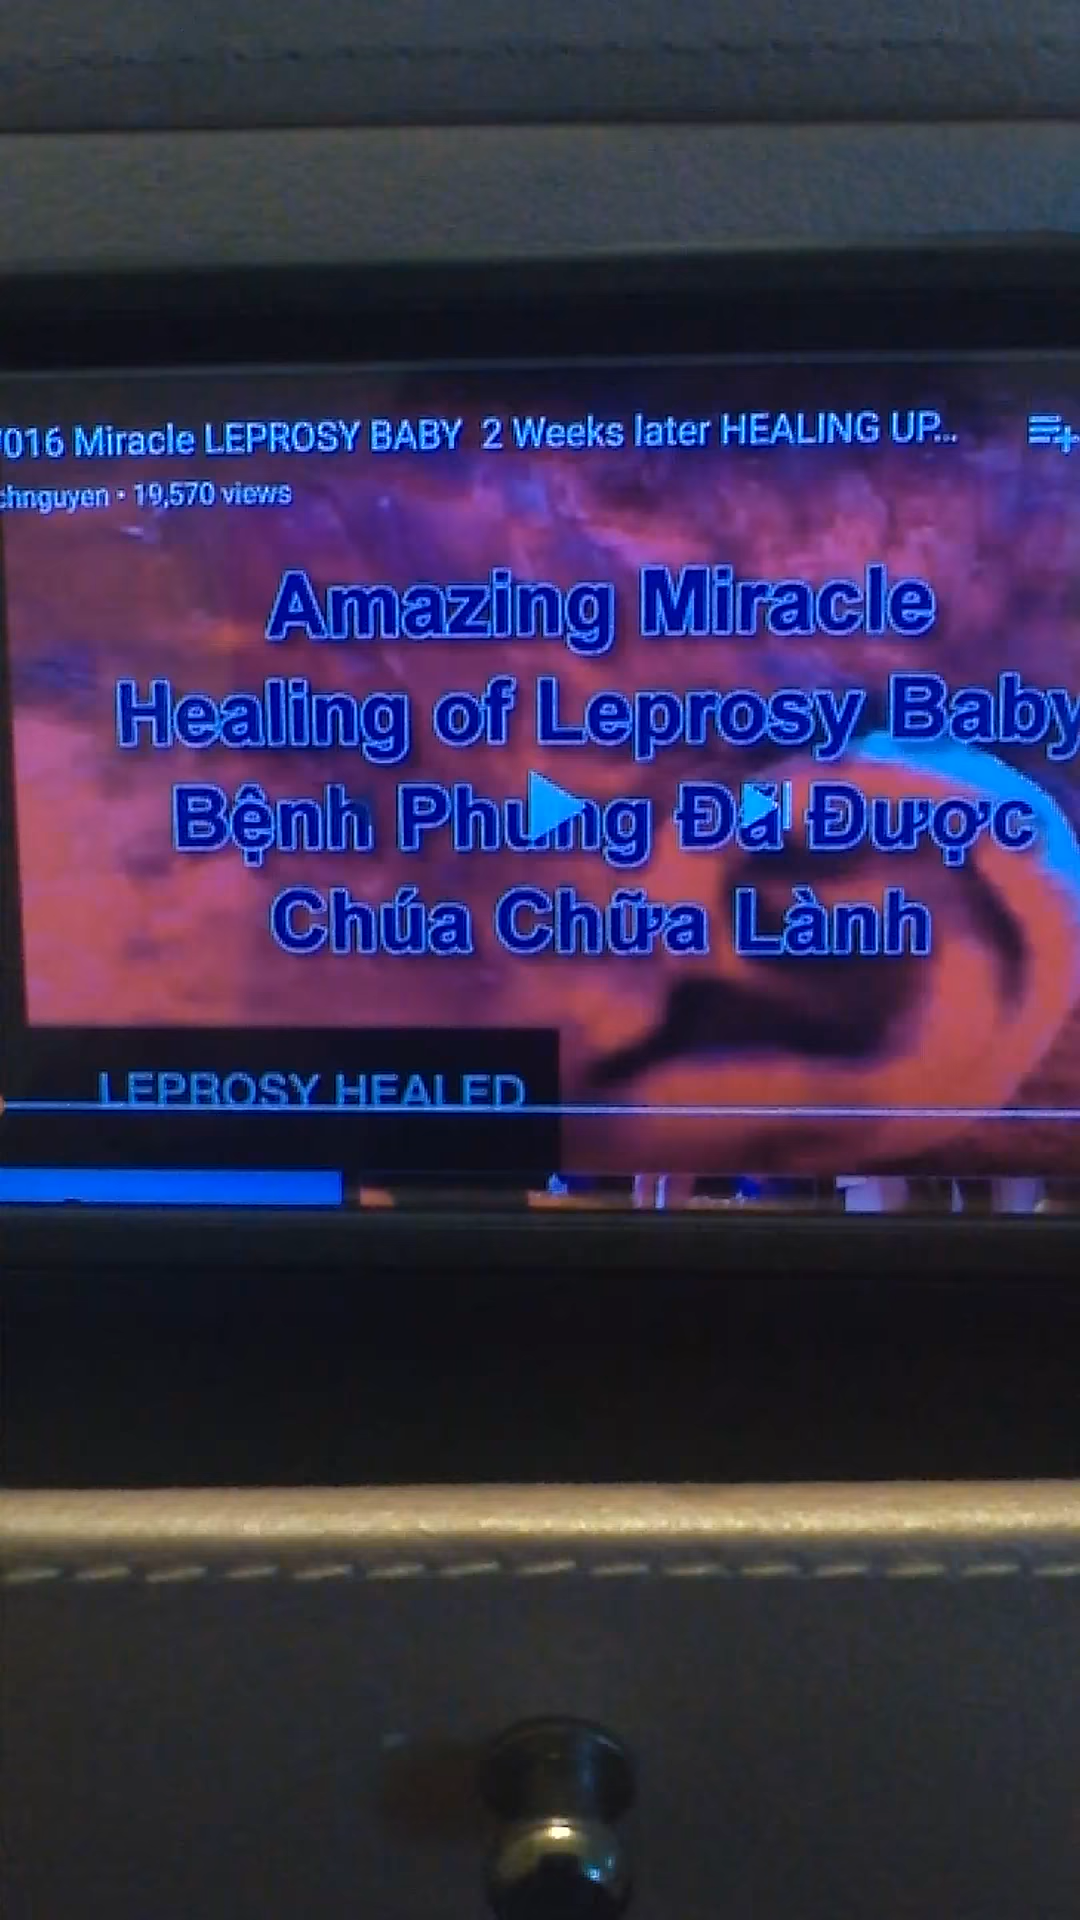 016 Miracle LEPROSY BABY 2 Weeks later HEALING UP...
chnguyen • 19,570 views
Amazing Miracle
Healing of Leprosy Baby
Bệnh Phung Đã Được
Chúa Chữa Lành
LEPROSY HEALED